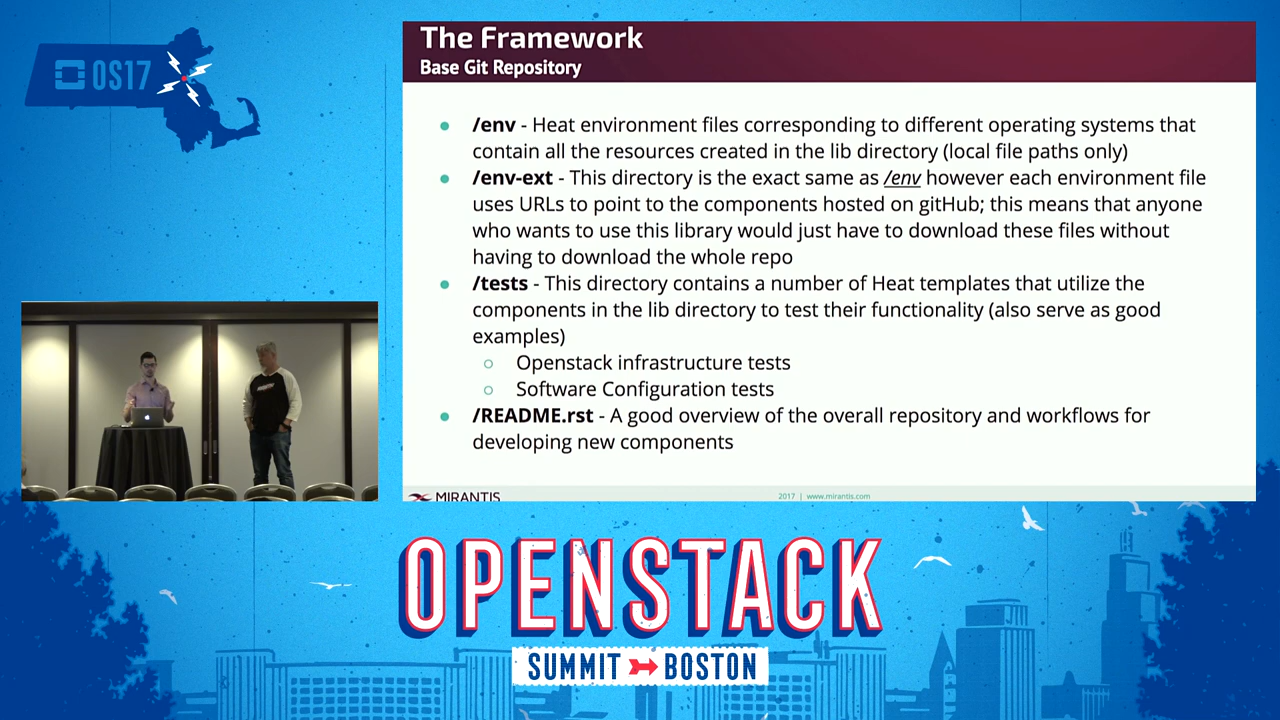 OS17
The Framework
Base Git Repository
/env - Heat environment files corresponding to different operating systems that
contain all the resources created in the lib directory (local file paths only)
/env-ext - This directory is the exact same as /env however each environment file
uses URLs to point to the components hosted on gitHub; this means that anyone
who wants to use this library would just have to download these files without
having to download the whole repo
/tests - This directory contains a number of Heat templates that utilize the
components in the lib directory to test their functionality (also serve as good
examples)
Openstack infrastructure tests
Software Configuration tests
/README.rst - A good overview of the overall repository and workflows for
developing new components
MIRANTIS
2017 | www.mirantis.com
OPENSTACK
SUMMIT BOSTON